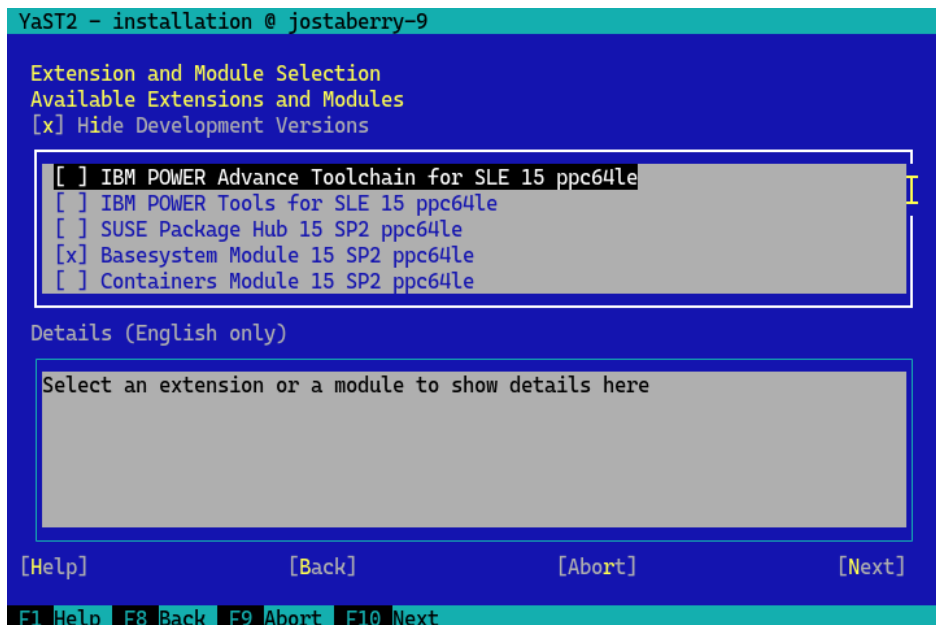 YaST2 - installation @ jostaberry-9
Extension and Module Selection
Available Extensions and Modules
[x] Hide Development Versions
[ ] IBM POWER Advance Toolchain for SLE 15 ppc64le
[ ] IBM POWER Tools for SLE 15 ppc64le
[ ] SUSE Package Hub 15 SP2 ppc64le
[x] Basesystem Module 15 SP2 ppc64le
[ ] Containers Module 15 SP2 ppc64le
Details (English only)
Select an extension or a module to show details here
[Help] [Back] [Abort] [Next]
F1 Help F8 Back F9 Abort F10 Next